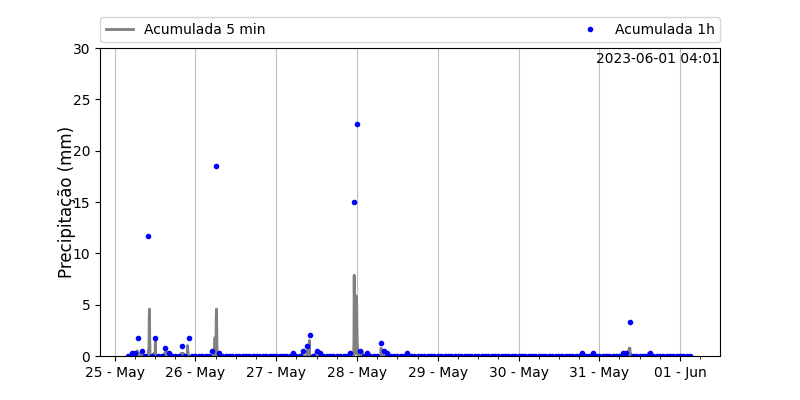 Acumulada 5 min
Acumulada 1h
2023-06-01 04:01
Precipitação (mm)
30
25
20
15
10
5
0
25 - May
26 - May
27 - May
28 - May
29 - May
30 - May
31 - May
01 - Jun